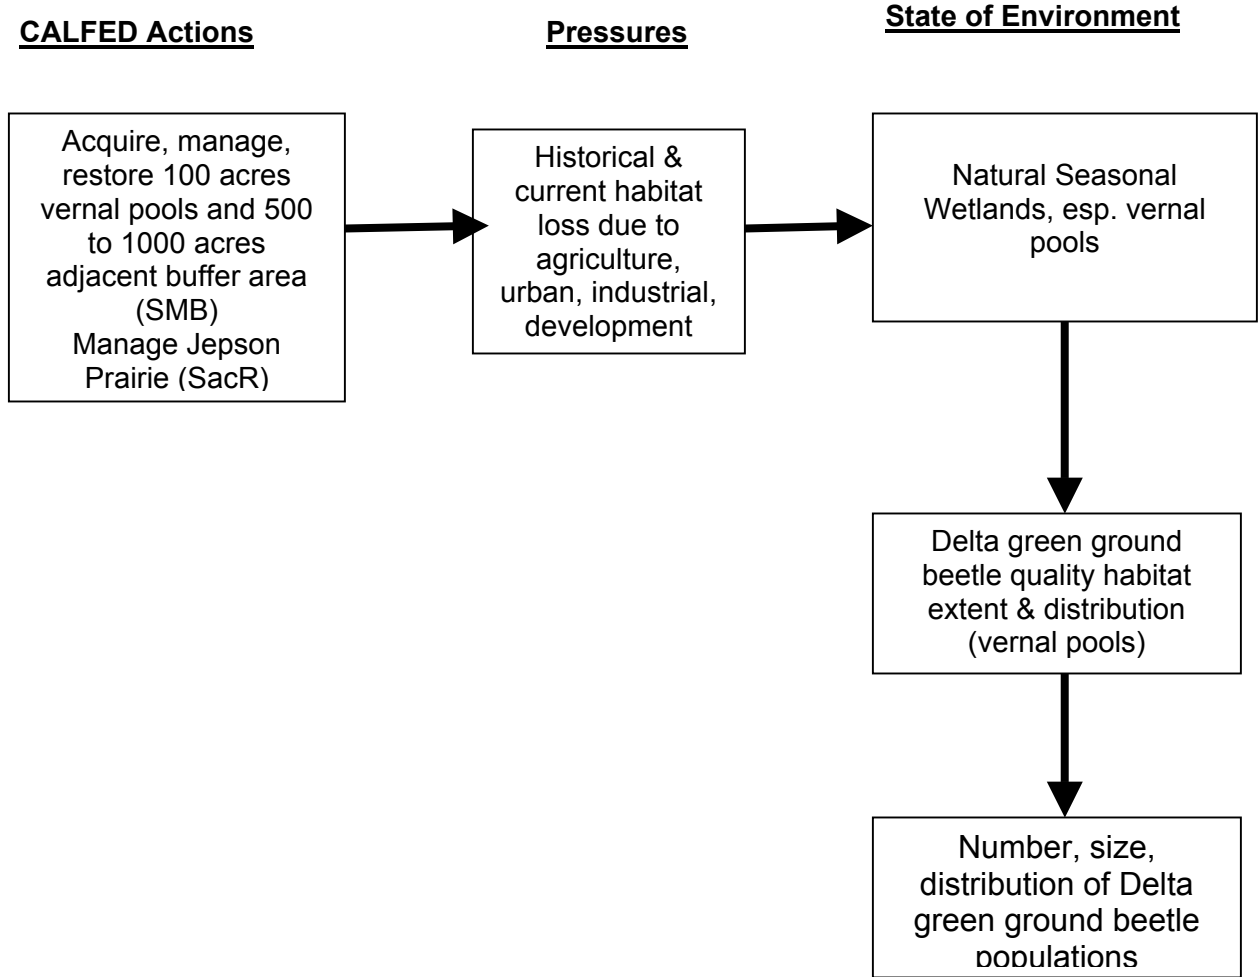 CALFED Actions
Pressures
State of Environment
Acquire, manage,
restore 100 acres
vernal pools and 500
to 1000 acres
adjacent buffer area
(SMB)
Manage Jepson
Prairie (SacR)
Historical &
current habitat
loss due to
agriculture,
urban, industrial,
development
Natural Seasonal
Wetlands, esp. vernal
pools
Delta green ground
beetle quality habitat
extent & distribution
(vernal pools)
Number, size,
distribution of Delta
green ground beetle
populations